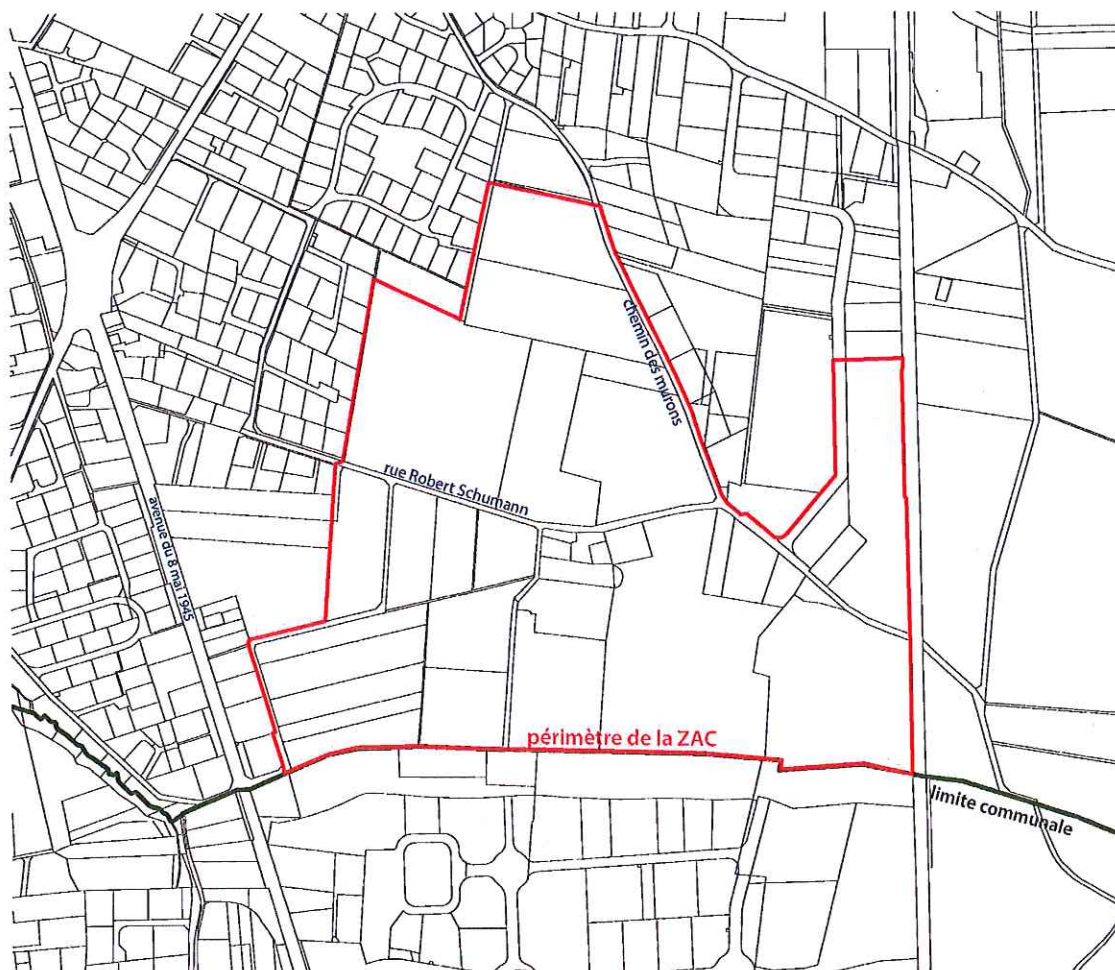 chemin des murons
rue Robert Schumann
avenue du 8 mai 1945
périmètre de la ZAC
limite communale